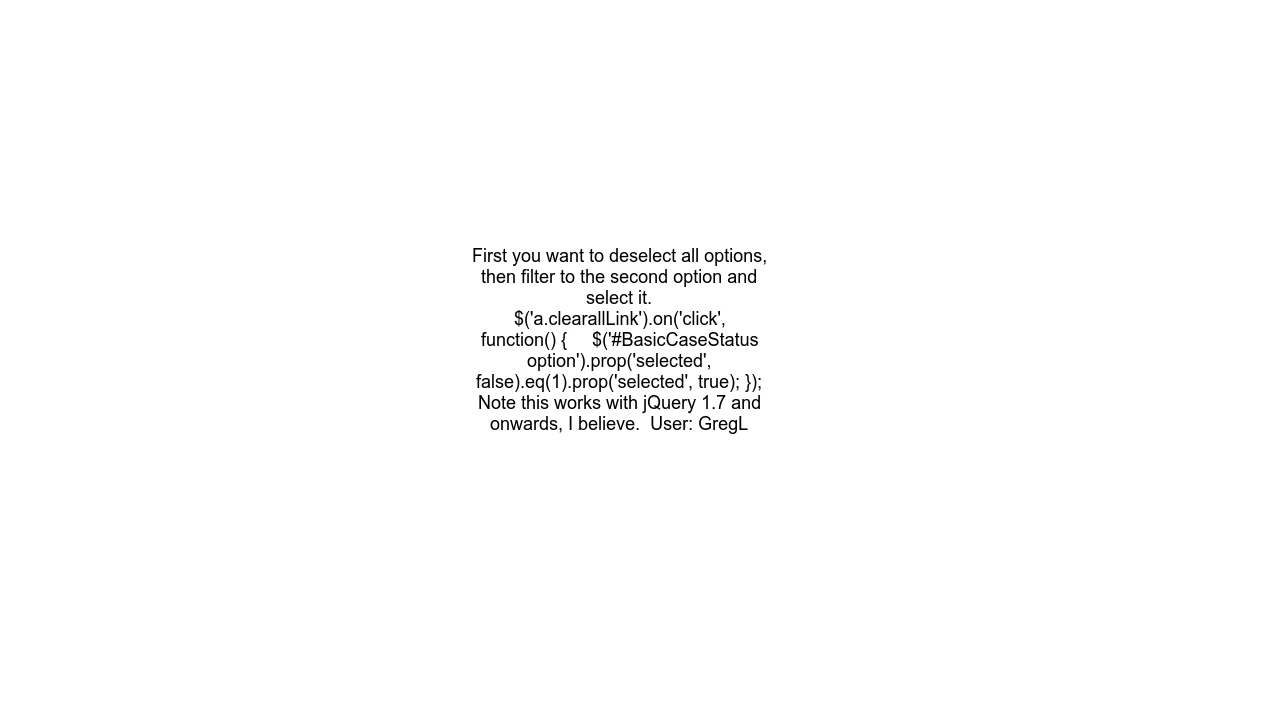 First you want to deselect all options,
then filter to the second option and
select it.
$('a.clearallLink').on('click',
function() {     $('#BasicCaseStatus
option').prop('selected',
false).eq(1).prop('selected', true); });
Note this works with jQuery 1.7 and
onwards, I believe.  User: GregL